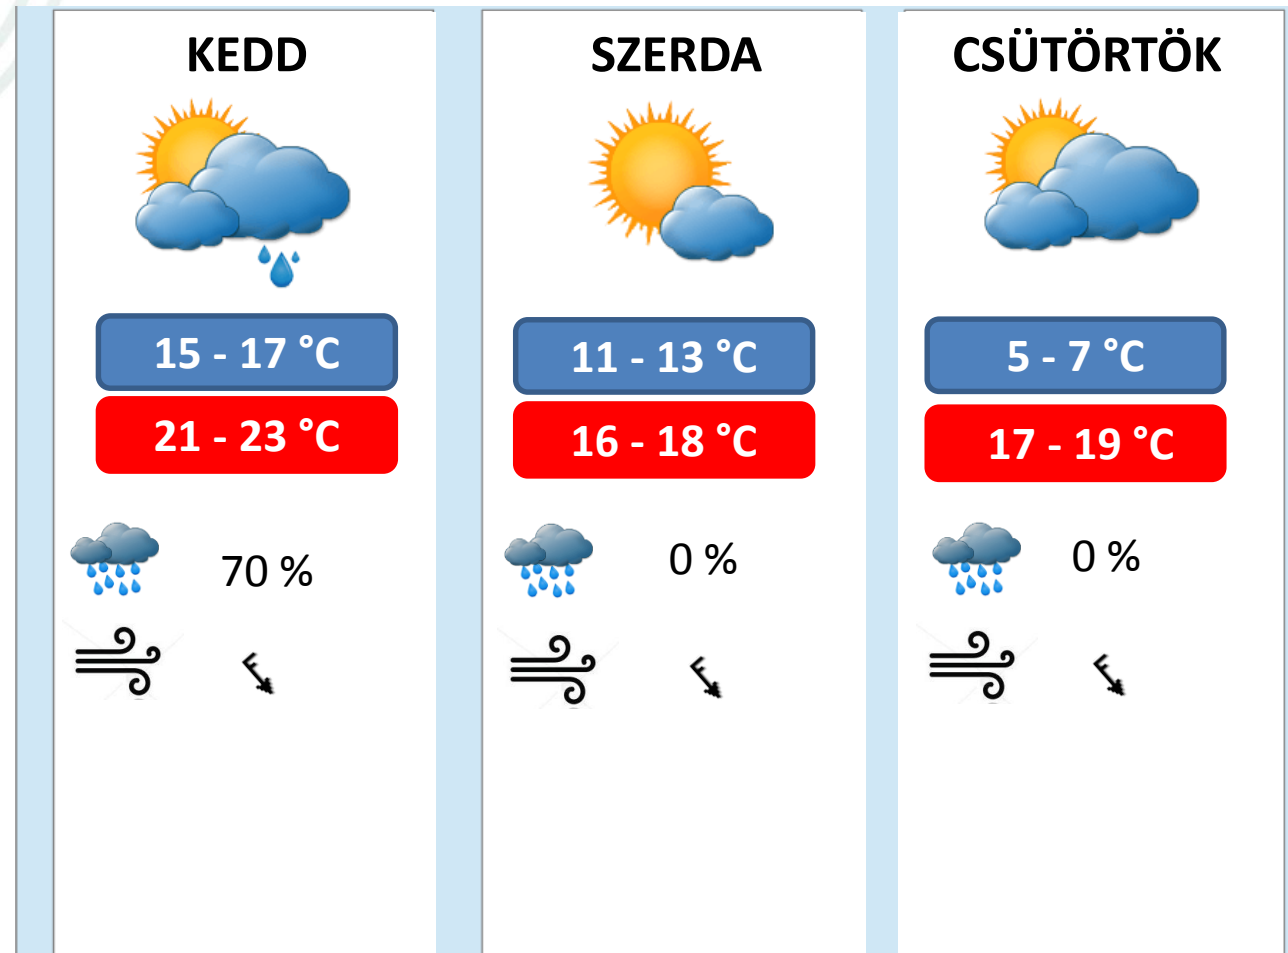 KEDD
15 - 17 °C
21 - 23 °C
70 %
SZERDA
11 - 13 °C
16 - 18 °C
0 %
CSÜTÖRTÖK
5 - 7 °C
17 - 19 °C
0 %